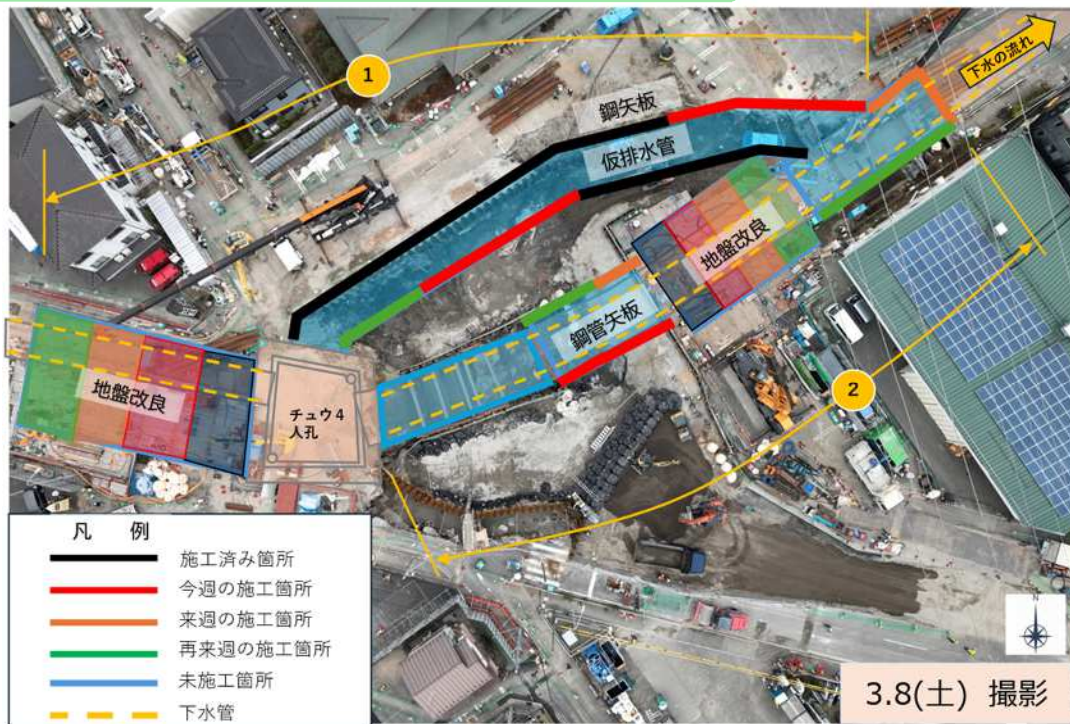 1
下水の流れ
鋼矢板
仮排水管
地盤改良
鋼管矢板
2
地盤改良
チュウ4
人孔
凡 例
施工済み箇所
今週の施工箇所
来週の施工箇所
再来週の施工箇所
未施工箇所
下水管
N
3.8(土) 撮影